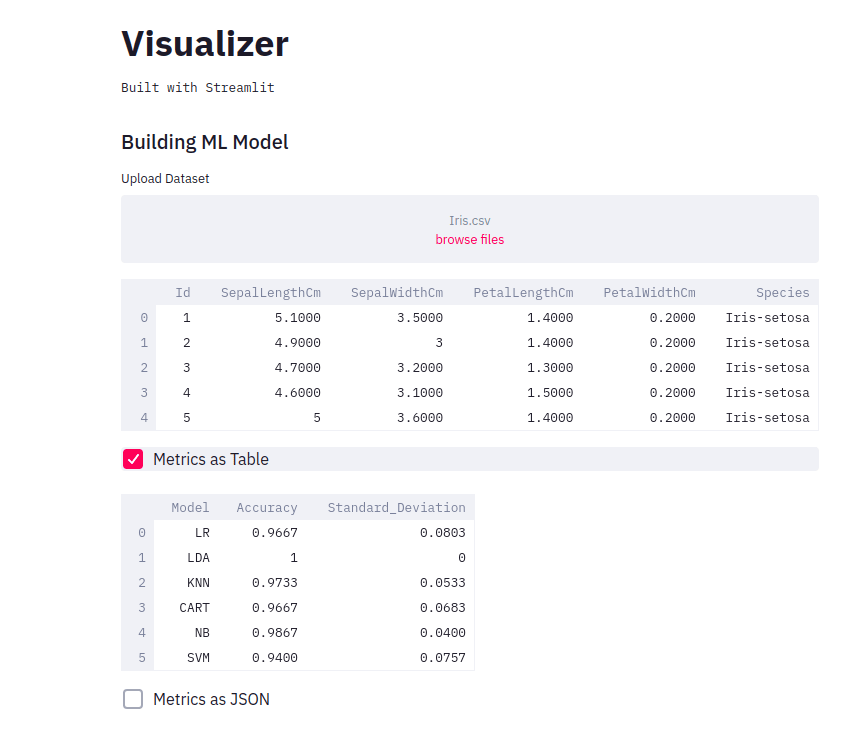 Visualizer
Built with Streamlit
Building ML Model
Upload Dataset
Iris.csv
browse files
Id SepalLengthCm SepalWidthCm PetalLengthCm PetalWidthCm Species
0 1 5.1000 3.5000 1.4000 0.2000 Iris-setosa
1 2 4.9000 3 1.4000 0.2000 Iris-setosa
2 3 4.7000 3.2000 1.3000 0.2000 Iris-setosa
3 4 4.6000 3.1000 1.5000 0.2000 Iris-setosa
4 5 5 3.6000 1.4000 0.2000 Iris-setosa
Metrics as Table
Model Accuracy Standard_Deviation
0 LR 0.9667 0.0803
1 LDA 1 0
2 KNN 0.9733 0.0533
3 CART 0.9667 0.0683
4 NB 0.9867 0.0400
5 SVM 0.9400 0.0757
Metrics as JSON